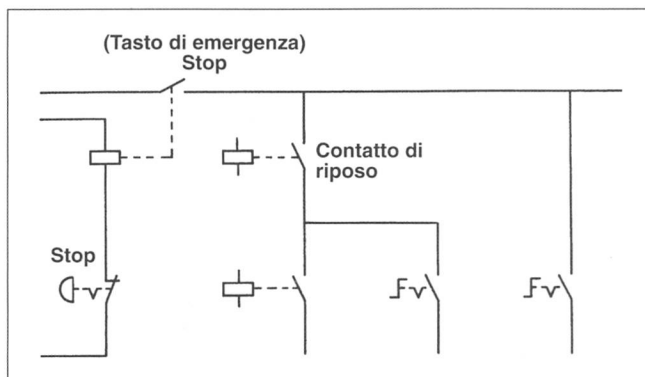 (Tasto di emergenza)
Stop
Contatto di
riposo
Stop